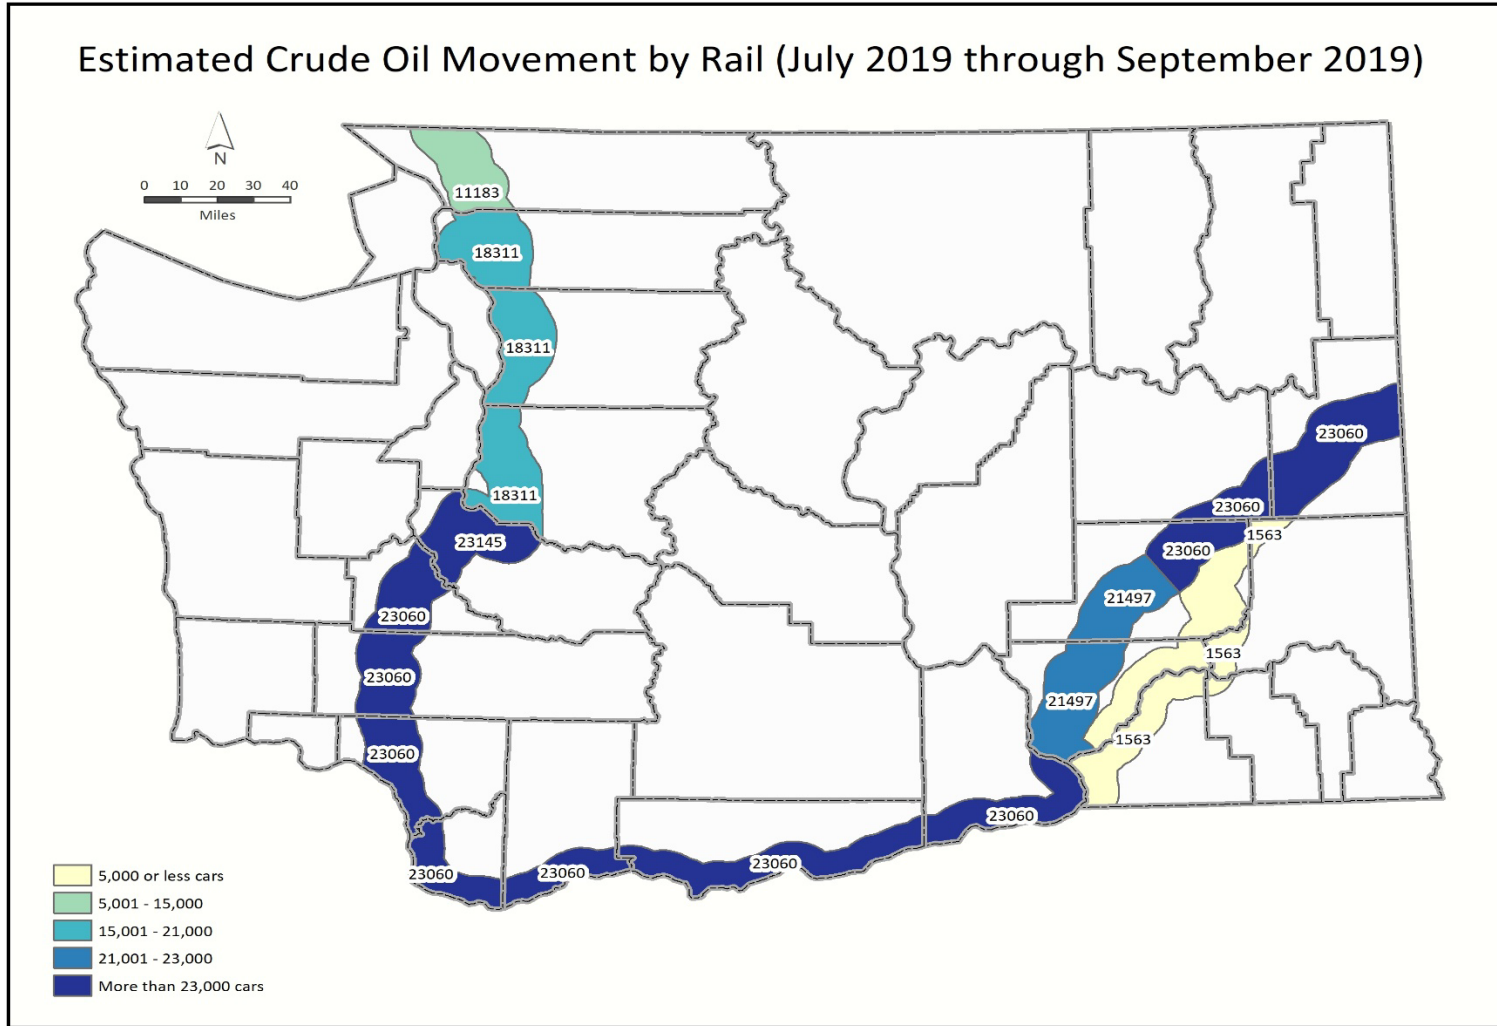 Estimated Crude Oil Movement by Rail (July 2019 through September 2019)
N
0 10 20 30 40
Miles
11183
18311
18311
18311
23145
23060
23060
23060
23060
23060
23060
23060
23060
23060
23060
1563
21497
1563
21497
1563
5,000 or less cars
5,001 - 15,000
15,001 - 21,000
21,001 - 23,000
More than 23,000 cars